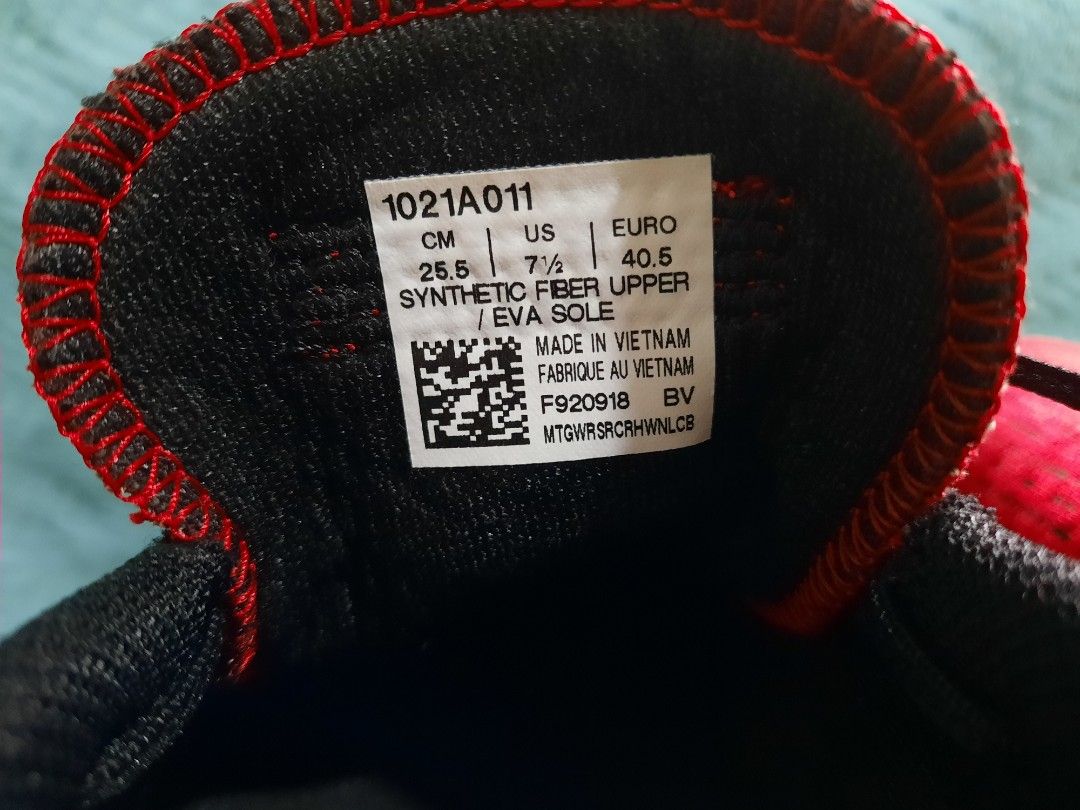 1021A011
CM | US | EURO
25.5 | 7½ | 40.5
SYNTHETIC FIBER UPPER
/ EVA SOLE
MADE IN VIETNAM
FABRIQUE AU VIETNAM
F920918 BV
MTGWRSRCRHWNLCB